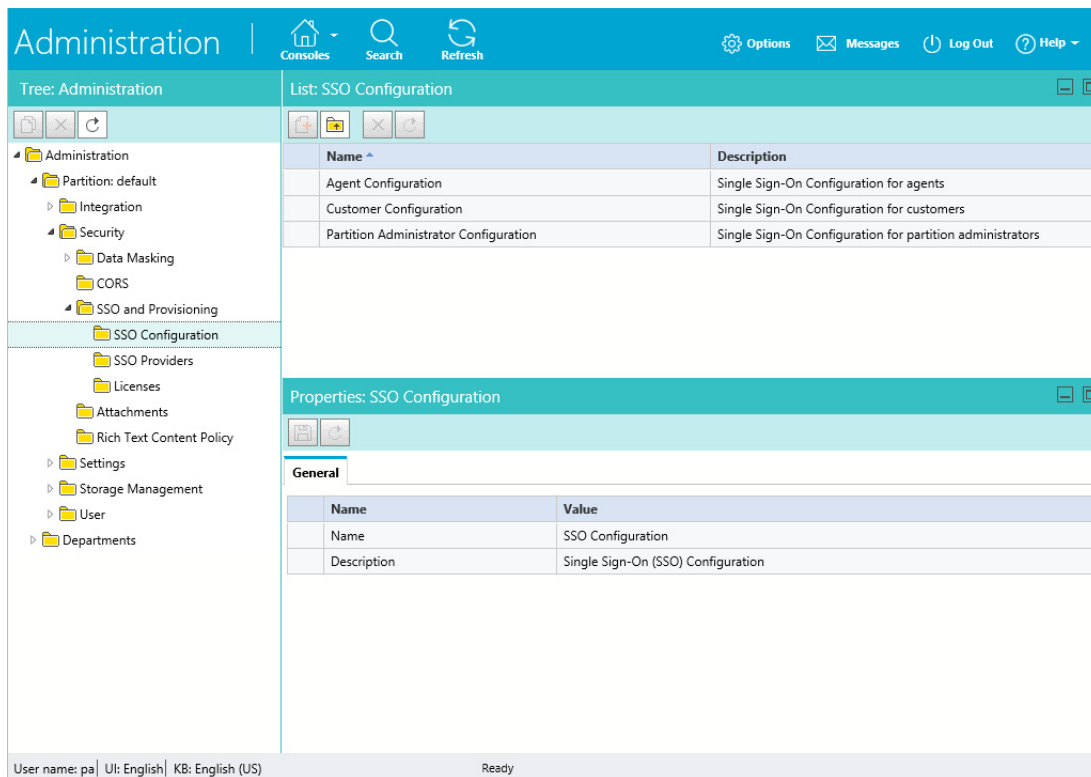 Administration
Consoles
Search
Refresh
Options
Messages
Log Out
Help
Tree: Administration
Administration
Partition: default
Integration
Security
Data Masking
CORS
SSO and Provisioning
SSO Configuration
SSO Providers
Licenses
Attachments
Rich Text Content Policy
Settings
Storage Management
User
Departments
List: SSO Configuration
Name Description
Agent Configuration Single Sign-On Configuration for agents
Customer Configuration Single Sign-On Configuration for customers
Partition Administrator Configuration Single Sign-On Configuration for partition administrators
Properties: SSO Configuration
General
Name Value
Name SSO Configuration
Description Single Sign-On (SSO) Configuration
User name: pa UI: English KB: English (US) Ready